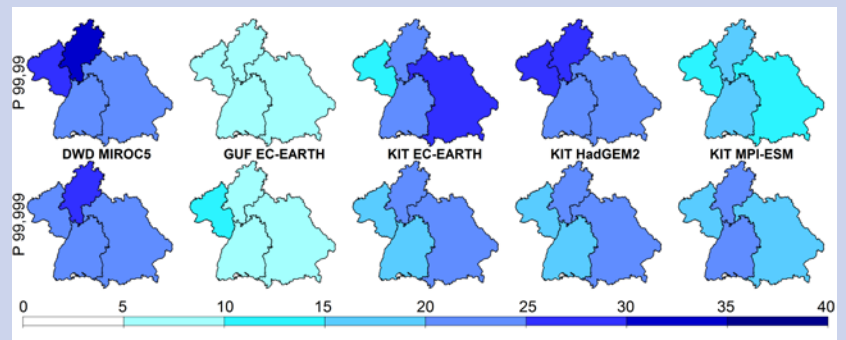 P 99,99
DWD MIROC5 GUF EC-EARTH KIT EC-EARTH KIT HadGEM2 KIT MPI-ESM
P 99,999
0 5 10 15 20 25 30 35 40